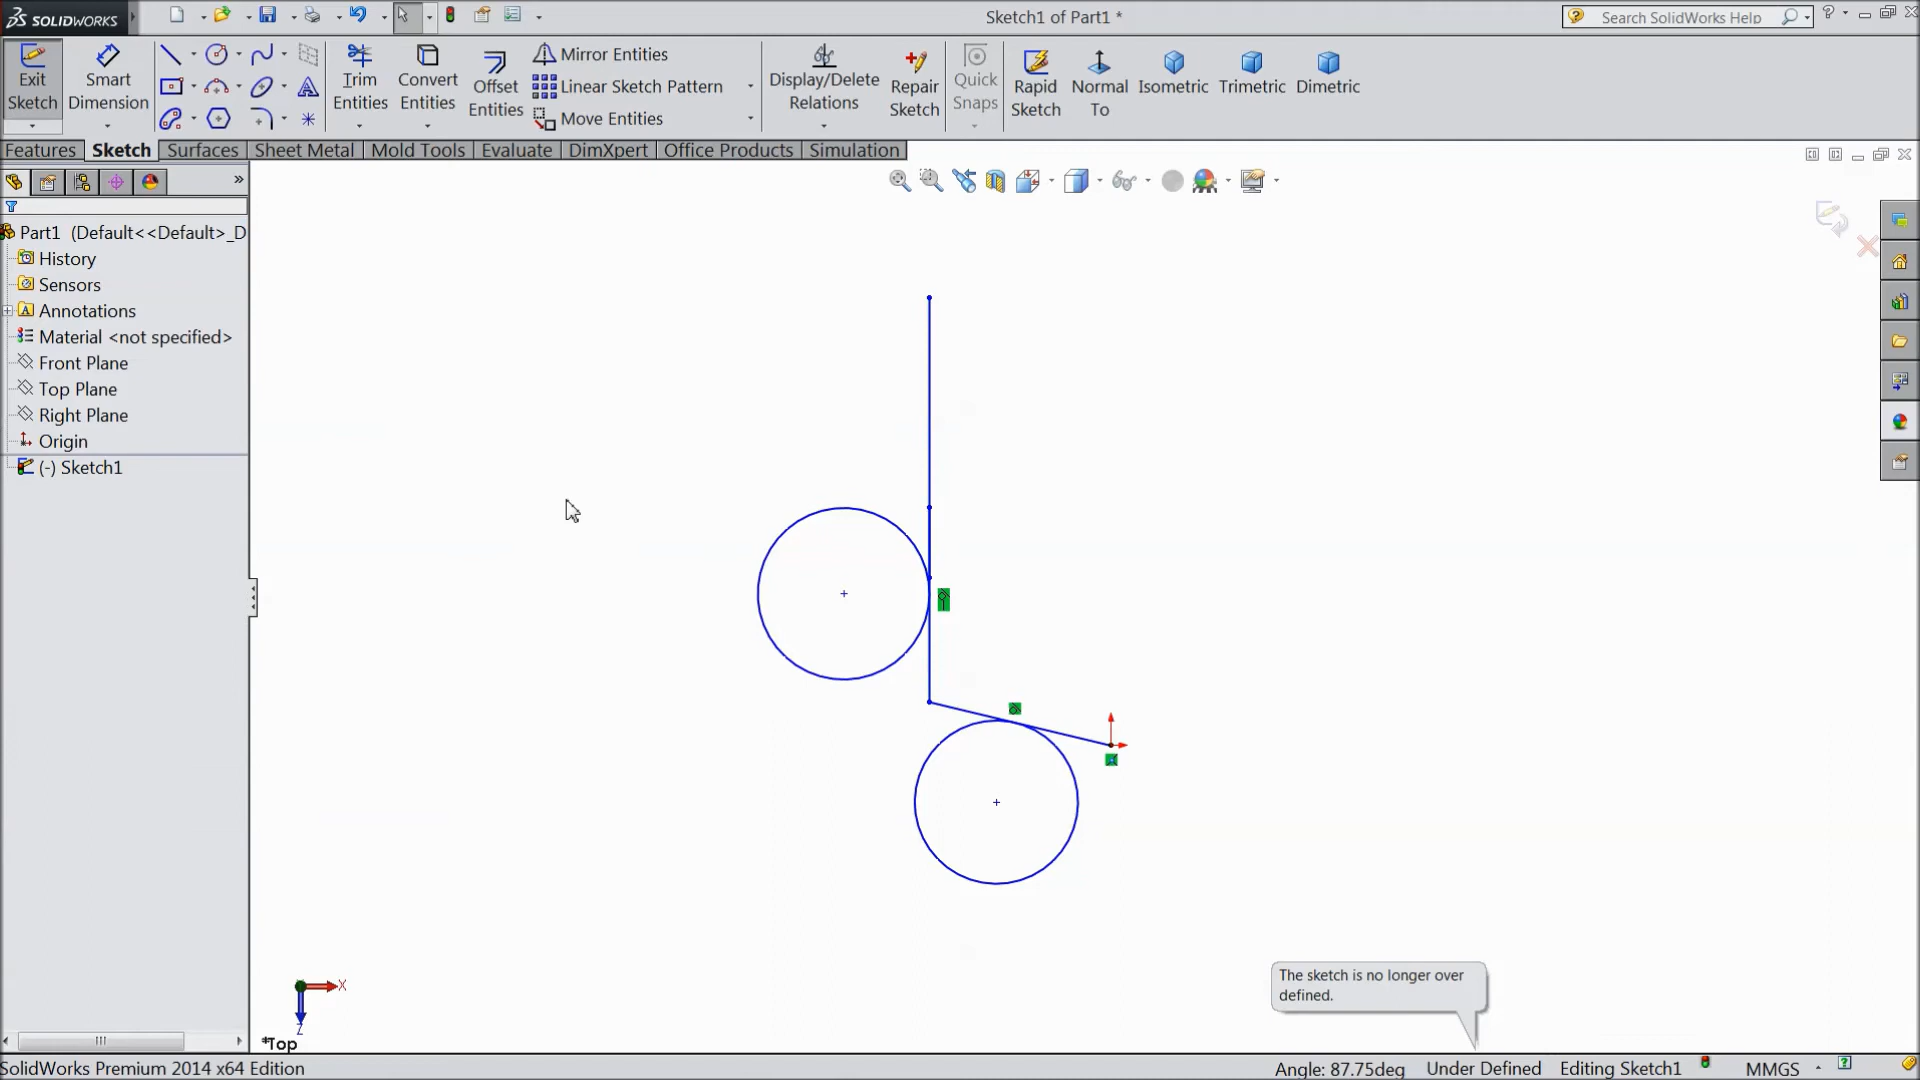 SOLIDWORKS
Sketch1 of Part1 *
Search SolidWorks Help
Exit Sketch
Smart Dimension
Trim Entities
Convert Entities
Offset Entities
Mirror Entities
Linear Sketch Pattern
Move Entities
Display/Delete Relations
Repair Sketch
Quick Snaps
Rapid Sketch
Normal To
Isometric
Trimetric
Dimetric
Features Sketch Surfaces Sheet Metal Mold Tools Evaluate DimXpert Office Products Simulation
Part1 (Default<<Default>_D
History
Sensors
Annotations
Material <not specified>
Front Plane
Top Plane
Right Plane
Origin
(-) Sketch1
The sketch is no longer over
defined.
X
Z
*Top
SolidWorks Premium 2014 x64 Edition
Angle: 87.75deg Under Defined Editing Sketch1 MMGS